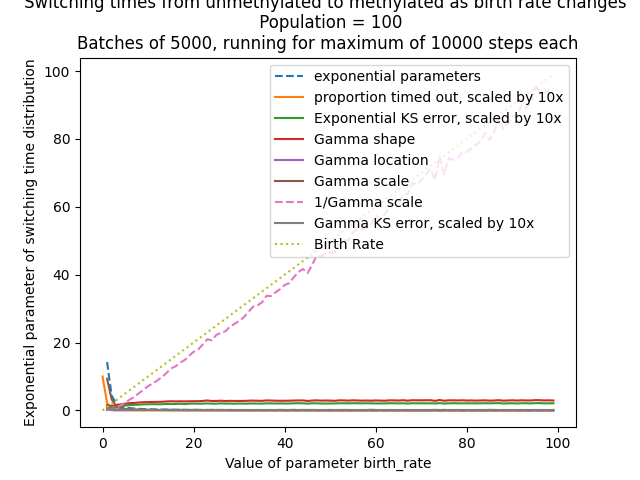 Switching times from unmethylated to methylated as birth rate changes
Population = 100
Batches of 5000, running for maximum of 10000 steps each
Exponential parameter of switching time distribution
100
80
60
40
20
0
exponential parameters
proportion timed out, scaled by 10x
Exponential KS error, scaled by 10x
Gamma shape
Gamma location
Gamma scale
1/Gamma scale
Gamma KS error, scaled by 10x
Birth Rate
0
20
40
60
80
100
Value of parameter birth_rate